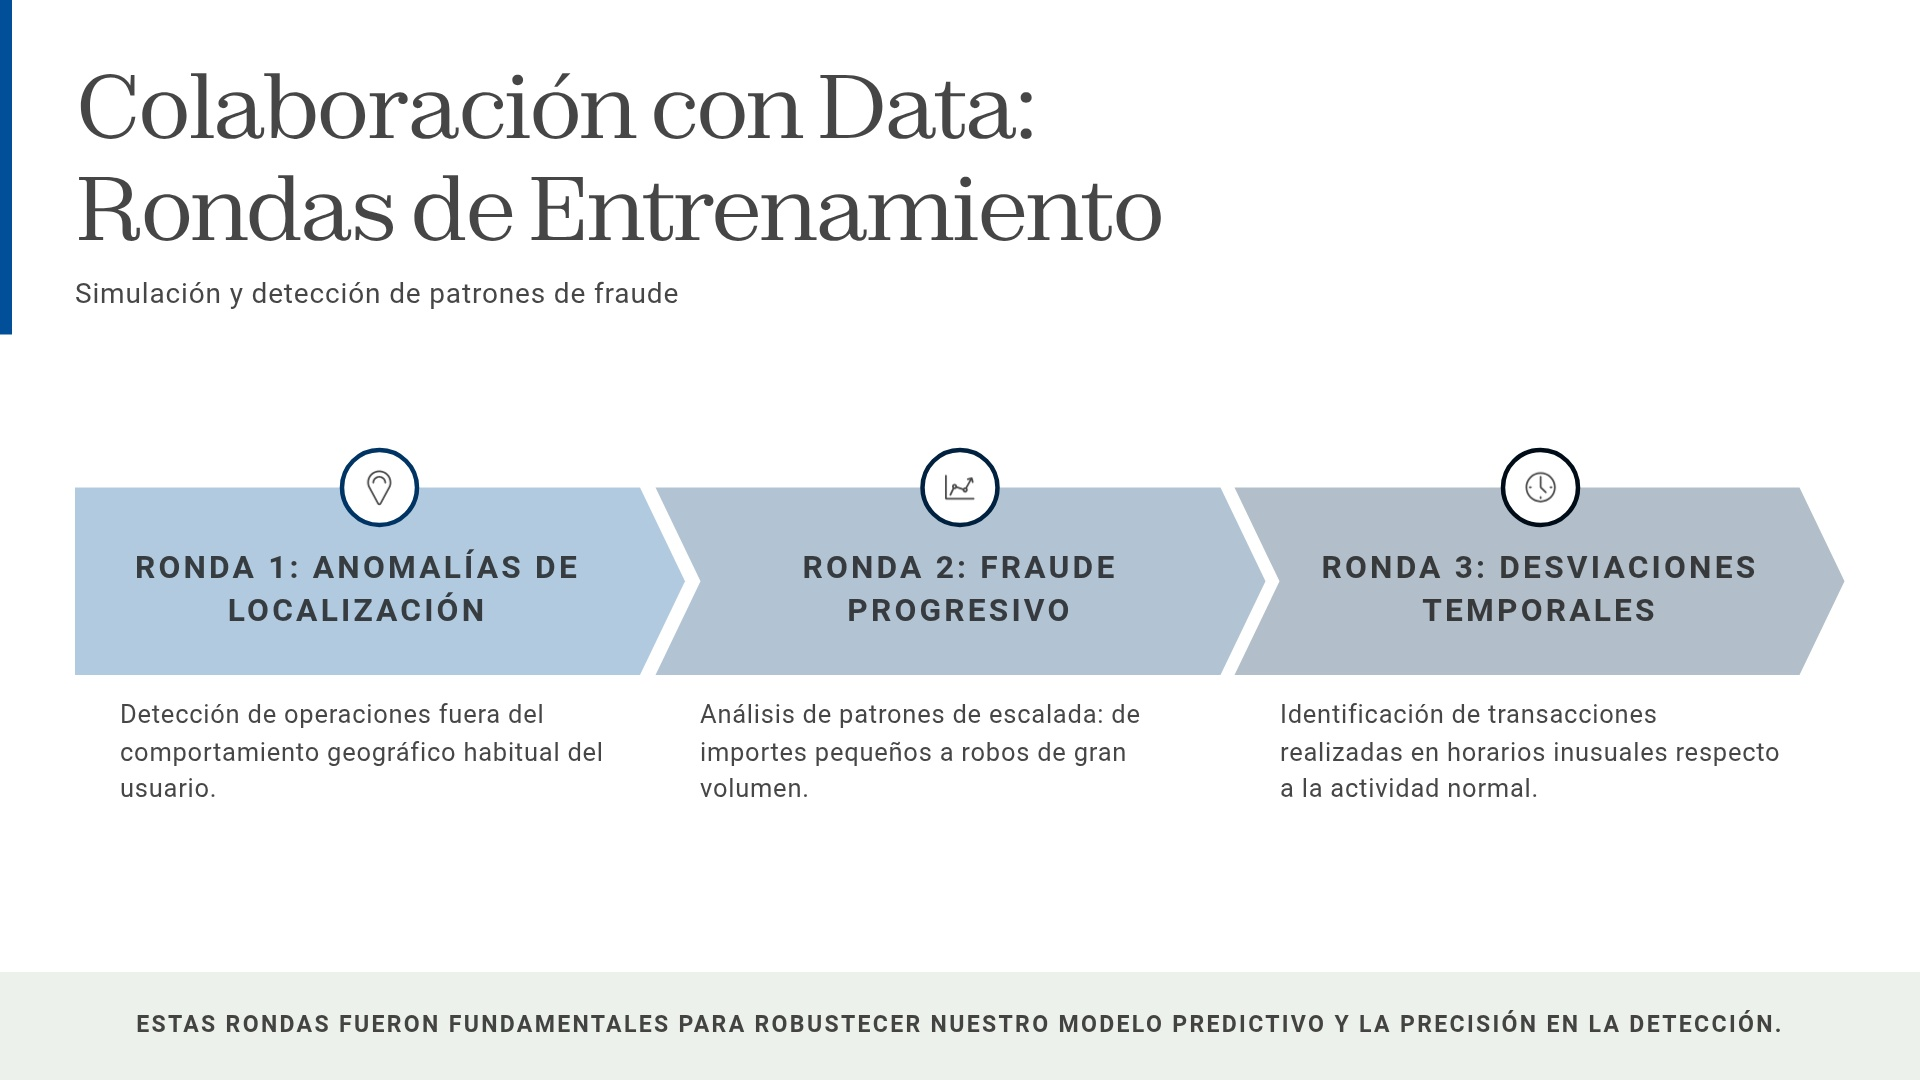 Colaboración con Data:
Rondas de Entrenamiento
Simulación y detección de patrones de fraude
RONDA 1: ANOMALÍAS DE
LOCALIZACIÓN
Detección de operaciones fuera del
comportamiento geográfico habitual del
usuario.
RONDA 2: FRAUDE
PROGRESIVO
Análisis de patrones de escalada: de
importes pequeños a robos de gran
volumen.
RONDA 3: DESVIACIONES
TEMPORALES
Identificación de transacciones
realizadas en horarios inusuales respecto
a la actividad normal.
ESTAS RONDAS FUERON FUNDAMENTALES PARA ROBUSTECER NUESTRO MODELO PREDICTIVO Y LA PRECISIÓN EN LA DETECCIÓN.